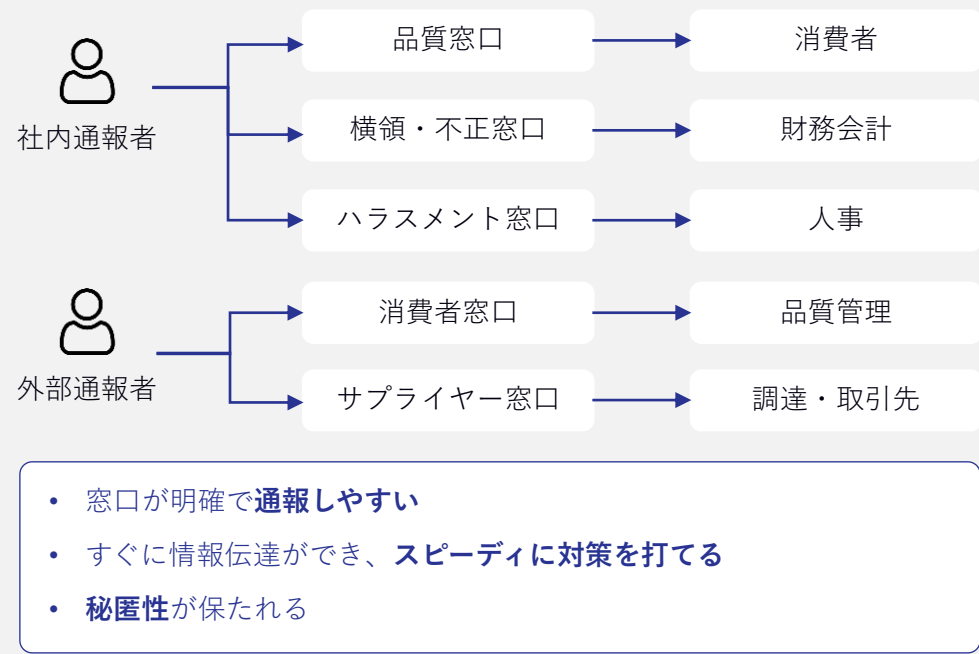 品質窓口
消費者
社内通報者
横領・不正窓口
財務会計
ハラスメント窓口
人事
消費者窓口
品質管理
外部通報者
サプライヤー窓口
調達・取引先
• 窓口が明確で通報しやすい
• すぐに情報伝達ができ、スピーディに対策を打てる
• 秘匿性が保たれる